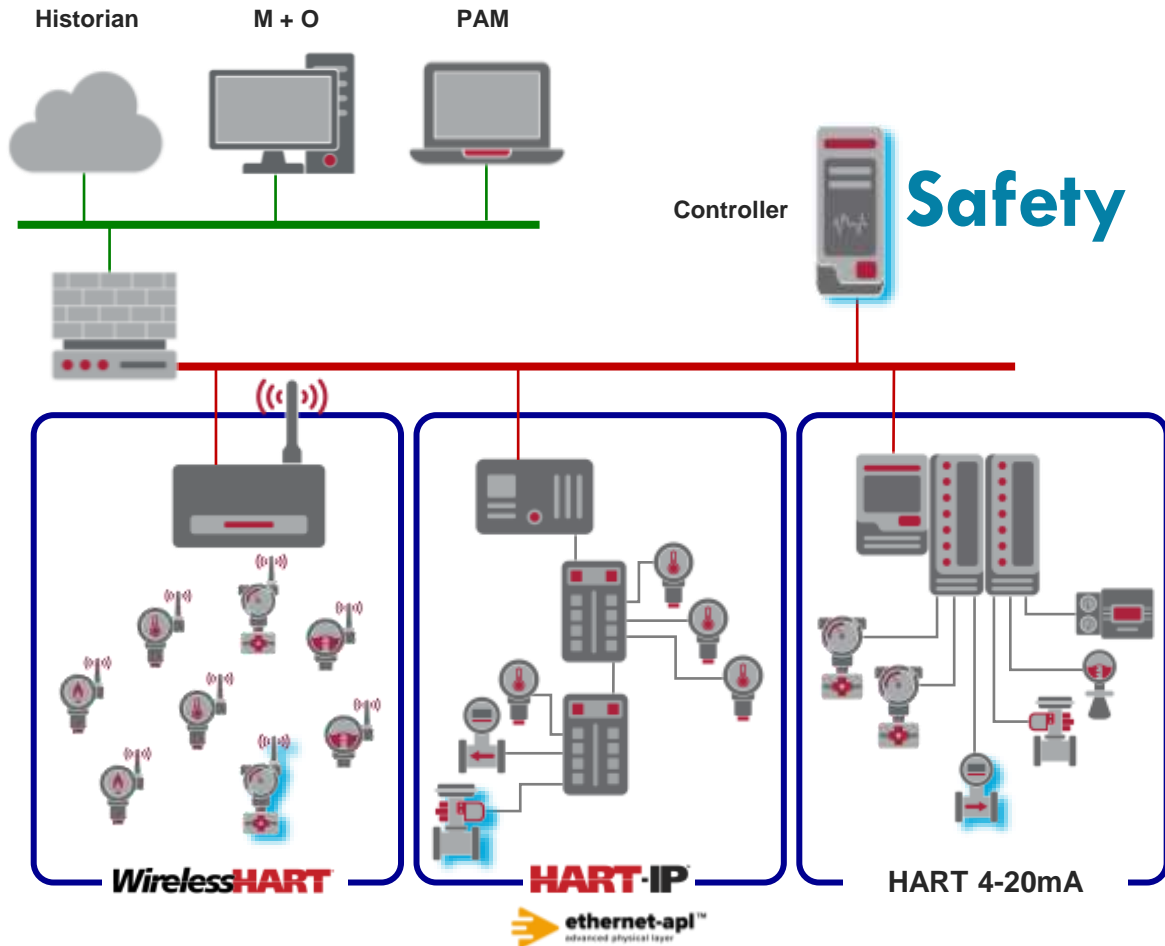 Historian
M + O
PAM
Controller
Safety
WirelessHART
HART-IP
HART 4-20mA
ethernet-apl™
advanced physical layer